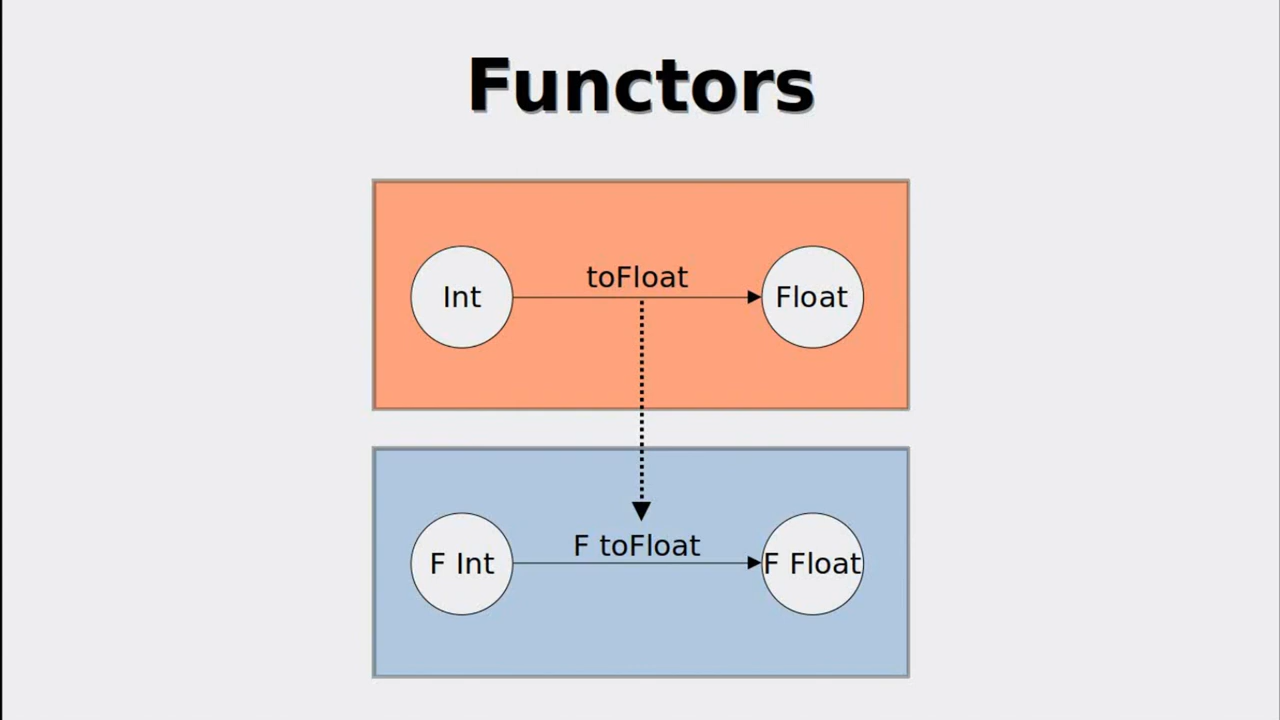 Functors
toFloat
Int
Float
F toFloat
F Int
F Float